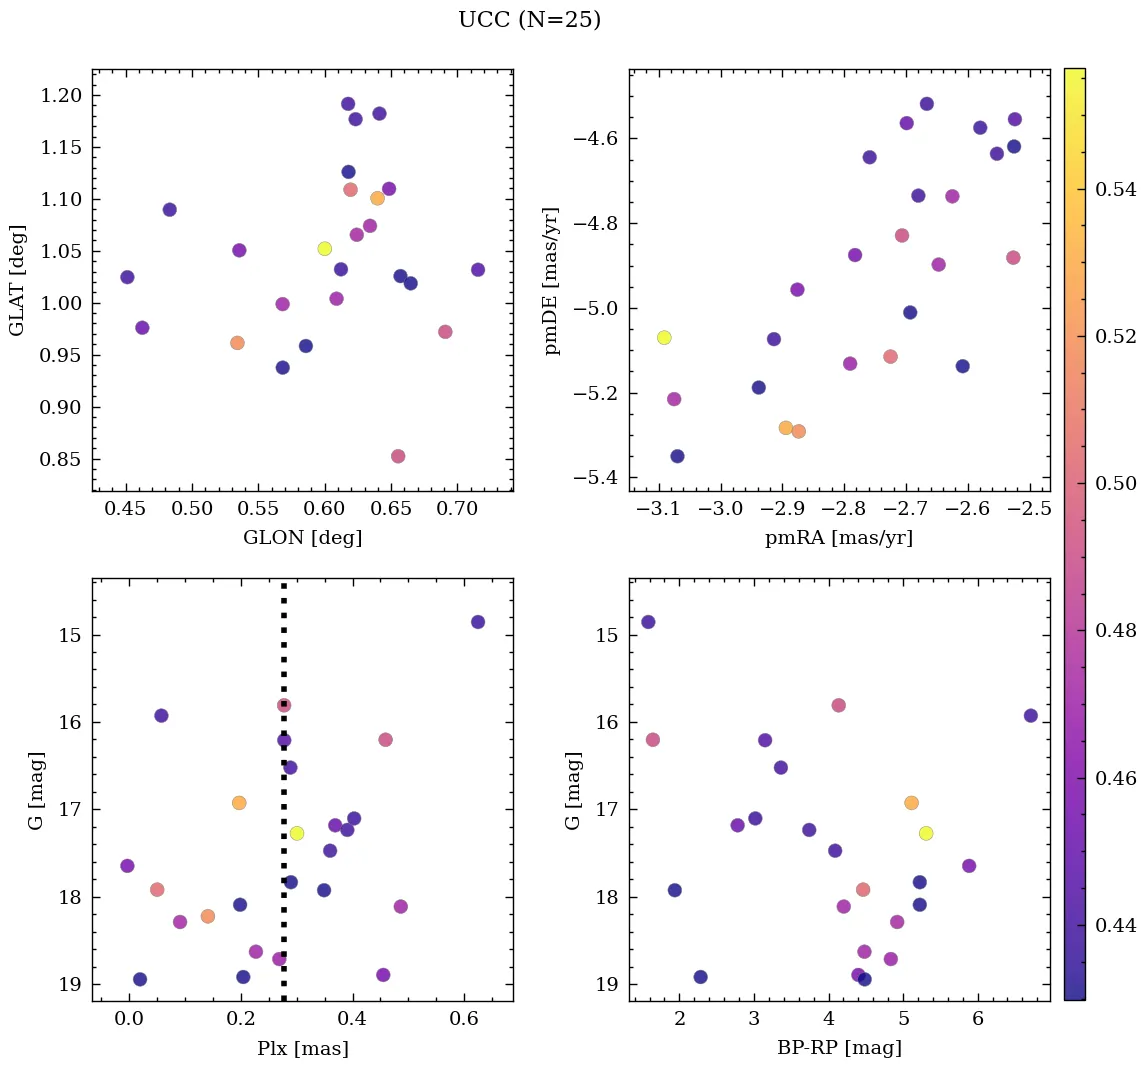 UCC (N=25)
1.20
1.15
1.10
1.05
1.00
0.95
0.90
0.85
GLAT [deg]
0.45 0.50 0.55 0.60 0.65 0.70
GLON [deg]
−4.6
−4.8
−5.0
−5.2
−5.4
pmDE [mas/yr]
−3.1 −3.0 −2.9 −2.8 −2.7 −2.6 −2.5
pmRA [mas/yr]
15
16
17
18
19
G [mag]
0.0 0.2 0.4 0.6
Plx [mas]
15
16
17
18
19
G [mag]
2 3 4 5 6
BP-RP [mag]
0.54
0.52
0.50
0.48
0.46
0.44